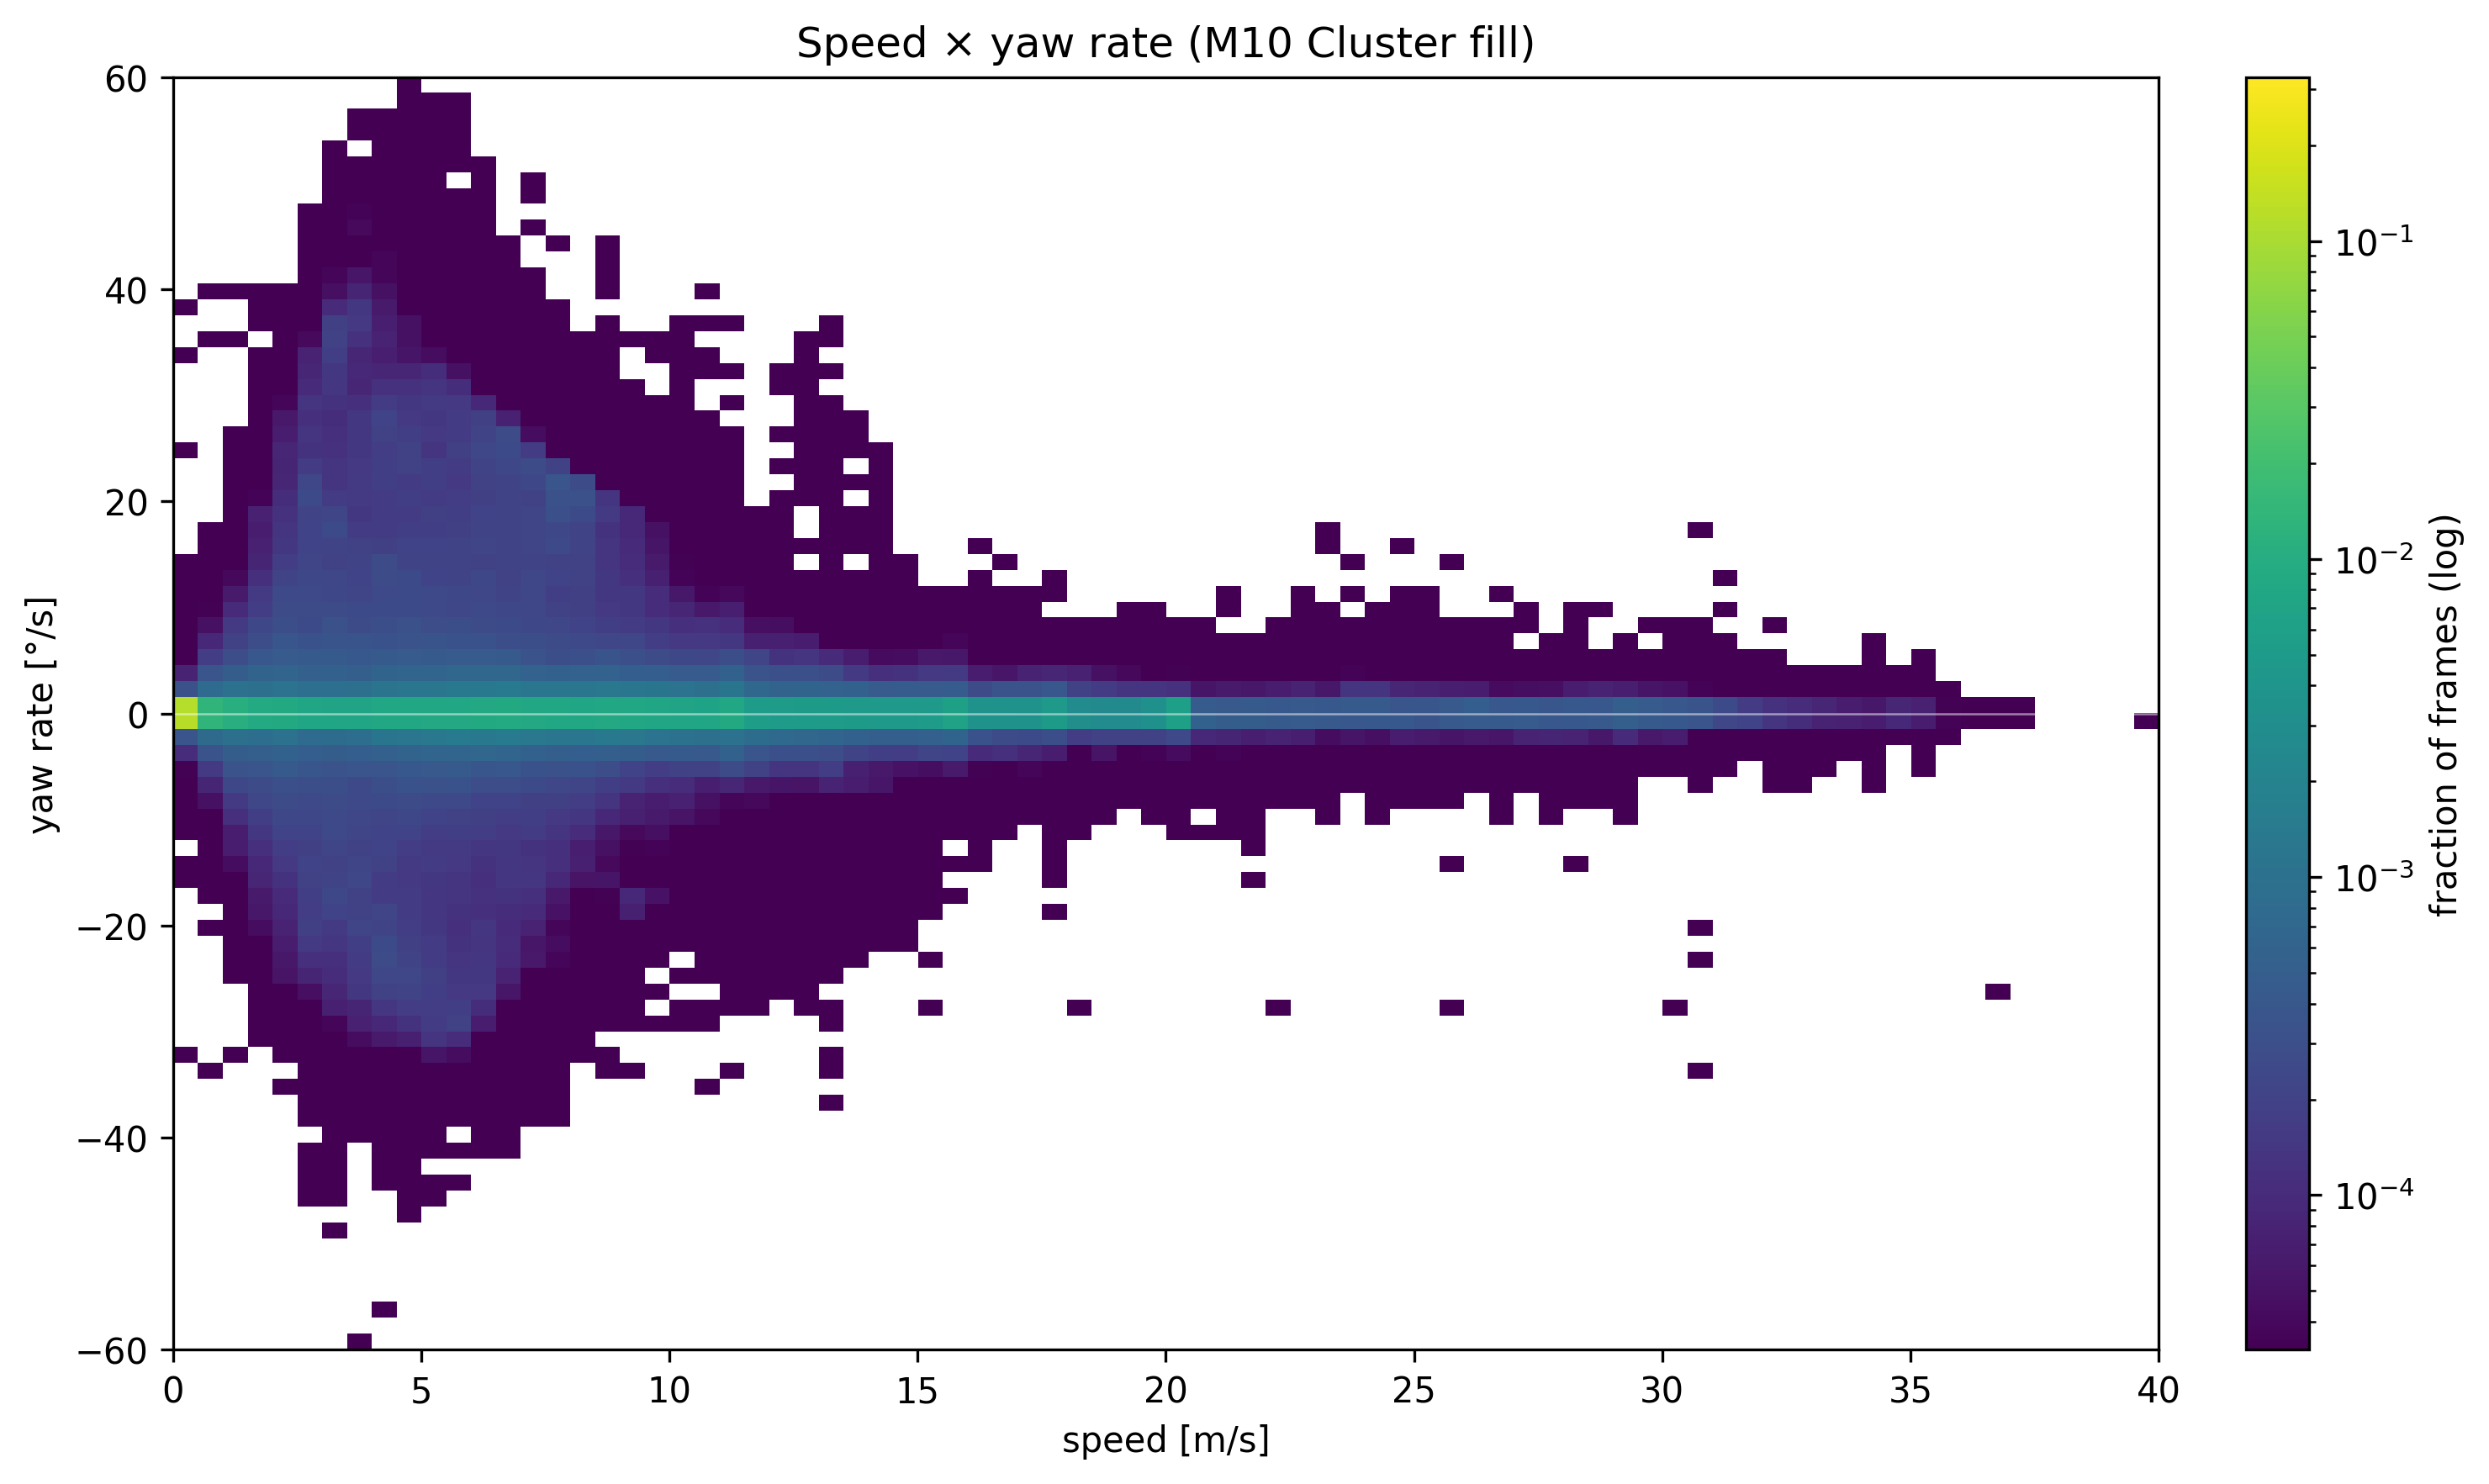 Speed × yaw rate (M10 Cluster fill)
60
40
20
0
−20
−40
−60
yaw rate [°/s]
0 5 10 15 20 25 30 35 40
speed [m/s]
10⁻¹
10⁻²
10⁻³
10⁻⁴
fraction of frames (log)